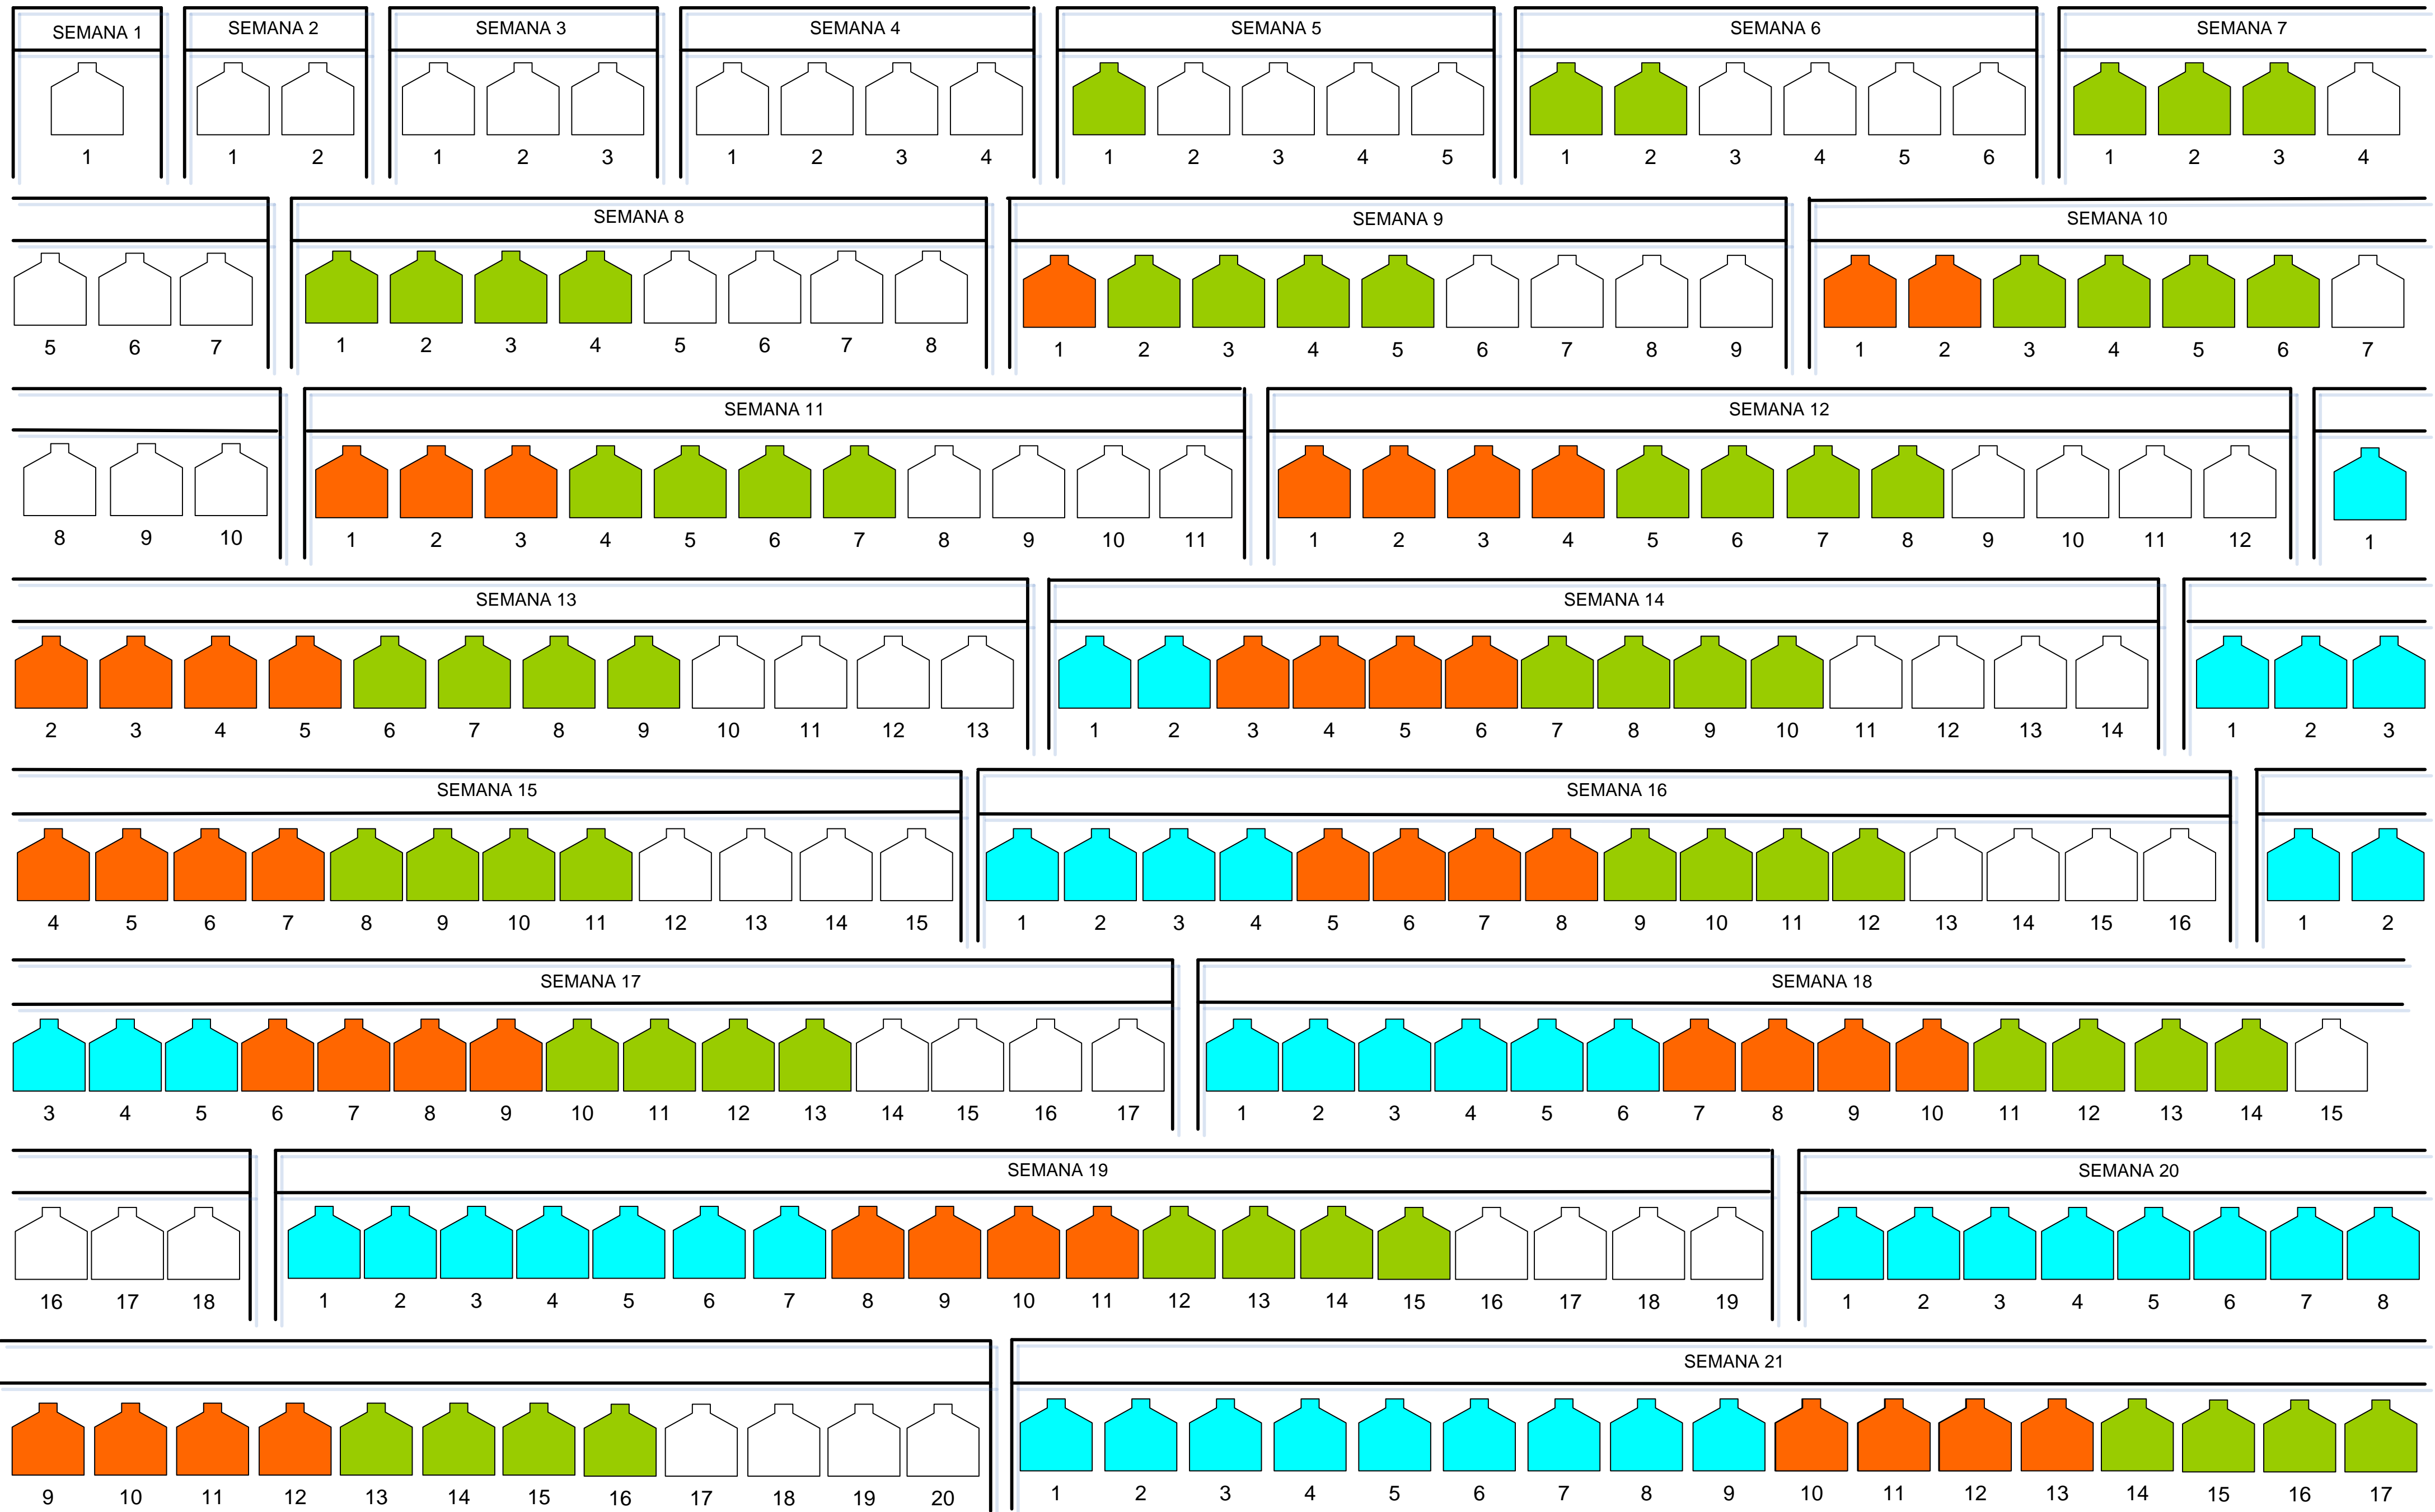 SEMANA 1 SEMANA 2 SEMANA 3 SEMANA 4 SEMANA 5 SEMANA 6 SEMANA 7
1 1 2 1 2 3 1 2 3 4 1 2 3 4 5 1 2 3 4 5 6 1 2 3 4
SEMANA 8 SEMANA 9 SEMANA 10
5 6 7 1 2 3 4 5 6 7 8 1 2 3 4 5 6 7 8 9 1 2 3 4 5 6 7
SEMANA 11 SEMANA 12
8 9 10 1 2 3 4 5 6 7 8 9 10 11 1 2 3 4 5 6 7 8 9 10 11 12 1
SEMANA 13 SEMANA 14
2 3 4 5 6 7 8 9 10 11 12 13 1 2 3 4 5 6 7 8 9 10 11 12 13 14 1 2 3
SEMANA 15 SEMANA 16
4 5 6 7 8 9 10 11 12 13 14 15 1 2 3 4 5 6 7 8 9 10 11 12 13 14 15 16 1 2
SEMANA 17 SEMANA 18
3 4 5 6 7 8 9 10 11 12 13 14 15 16 17 1 2 3 4 5 6 7 8 9 10 11 12 13 14 15
SEMANA 19 SEMANA 20
16 17 18 1 2 3 4 5 6 7 8 9 10 11 12 13 14 15 16 17 18 19 1 2 3 4 5 6 7 8
SEMANA 21
9 10 11 12 13 14 15 16 17 18 19 20 1 2 3 4 5 6 7 8 9 10 11 12 13 14 15 16 17